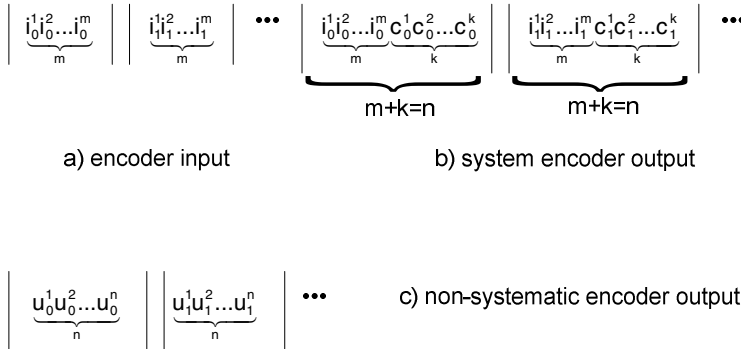 i₀¹i₀²...i₀ᵐ i₁¹i₁²...i₁ᵐ ••• i₀¹i₀²...i₀ᵐ c₀¹c₀²...c₀ᵏ i₁¹i₁²...i₁ᵐ c₁¹c₁²...c₁ᵏ •••
m m m k m k
m+k=n m+k=n
a) encoder input b) system encoder output
u₀¹u₀²...u₀ⁿ u₁¹u₁²...u₁ⁿ ••• c) non-systematic encoder output
n n